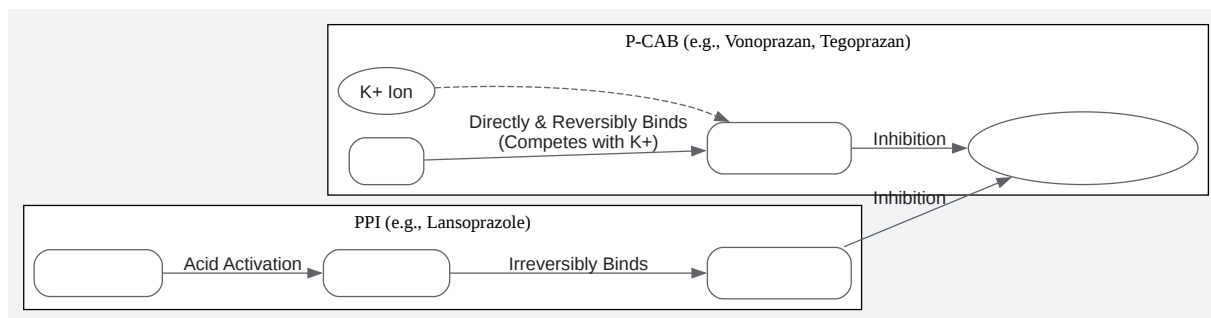 P-CAB (e.g., Vonoprazan, Tegoprazan)
K+ Ion
Directly & Reversibly Binds
(Competes with K+)
Inhibition
Inhibition
PPI (e.g., Lansoprazole)
Acid Activation
Irreversibly Binds